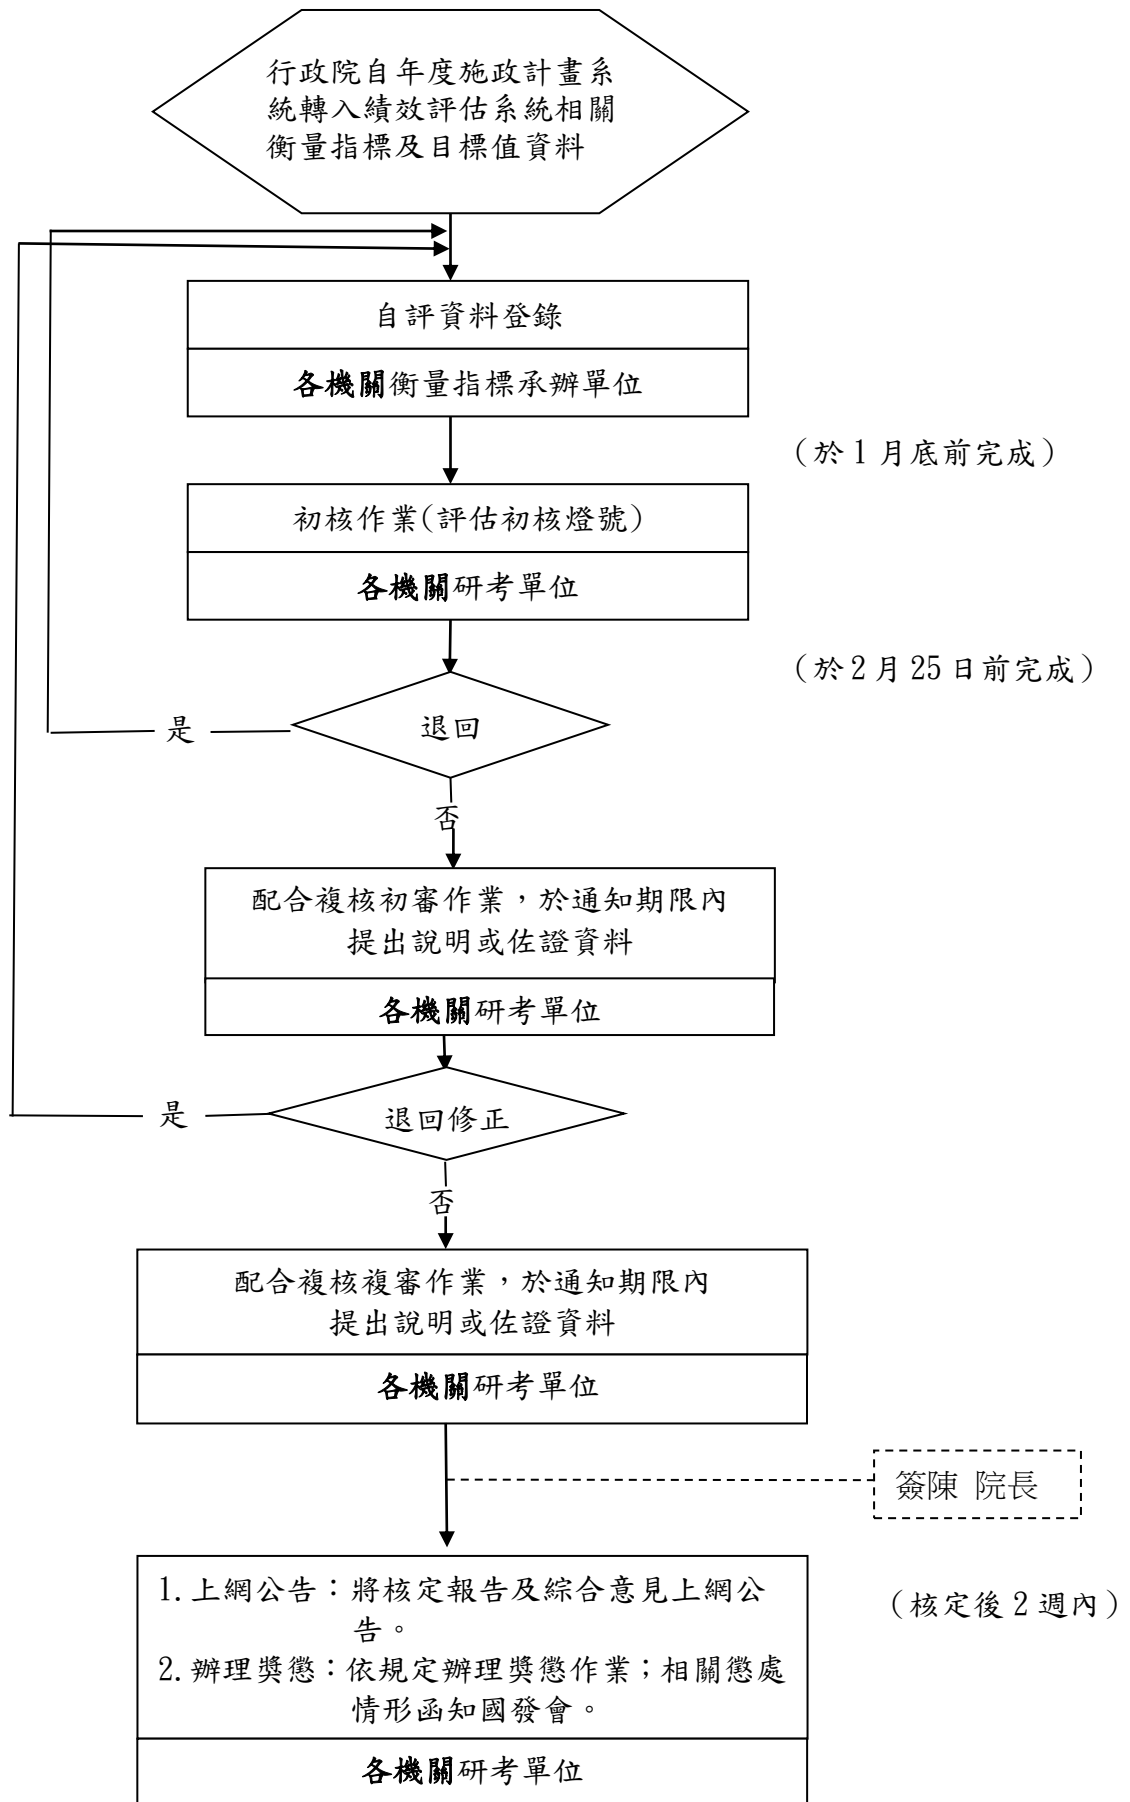 行政院自年度施政計畫系
統轉入績效評估系統相關
衡量指標及目標值資料
自評資料登錄
各機關衡量指標承辦單位
（於1月底前完成）
初核作業(評估初核燈號)
各機關研考單位
（於2月25日前完成）
退回
是
否
配合複核初審作業，於通知期限內
提出說明或佐證資料
各機關研考單位
退回修正
是
否
配合複核複審作業，於通知期限內
提出說明或佐證資料
各機關研考單位
簽陳 院長
1.上網公告：將核定報告及綜合意見上網公
告。
2.辦理獎懲：依規定辦理獎懲作業；相關懲處
情形函知國發會。
（核定後2週內）
各機關研考單位